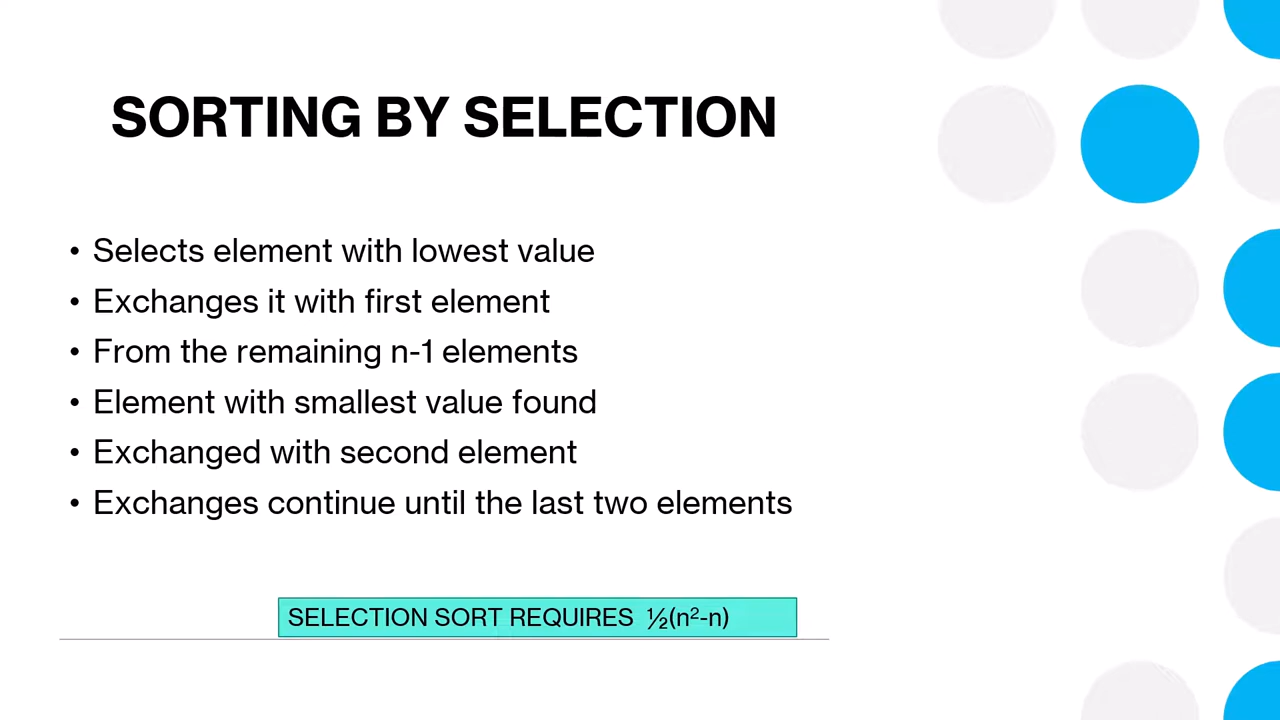 SORTING BY SELECTION
• Selects element with lowest value
• Exchanges it with first element
• From the remaining n-1 elements
• Element with smallest value found
• Exchanged with second element
• Exchanges continue until the last two elements
SELECTION SORT REQUIRES ½(n²-n)